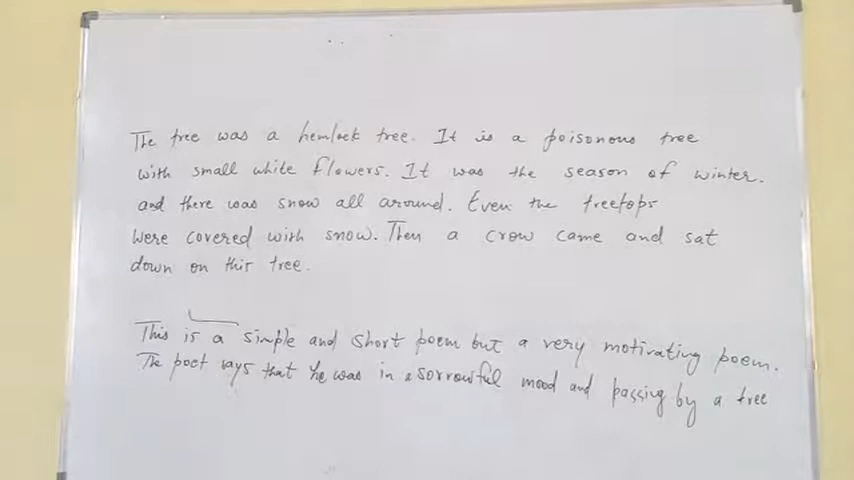 The tree was a hemlock tree. It is a poisonous tree
with small white flowers. It was the season of winter.
and there was snow all around. Even the treetops
were covered with snow. Then a crow came and sat
down on this tree.
This is a simple and short poem but a very motivating poem.
The poet says that he was in a sorrowful mood and passing by a tree